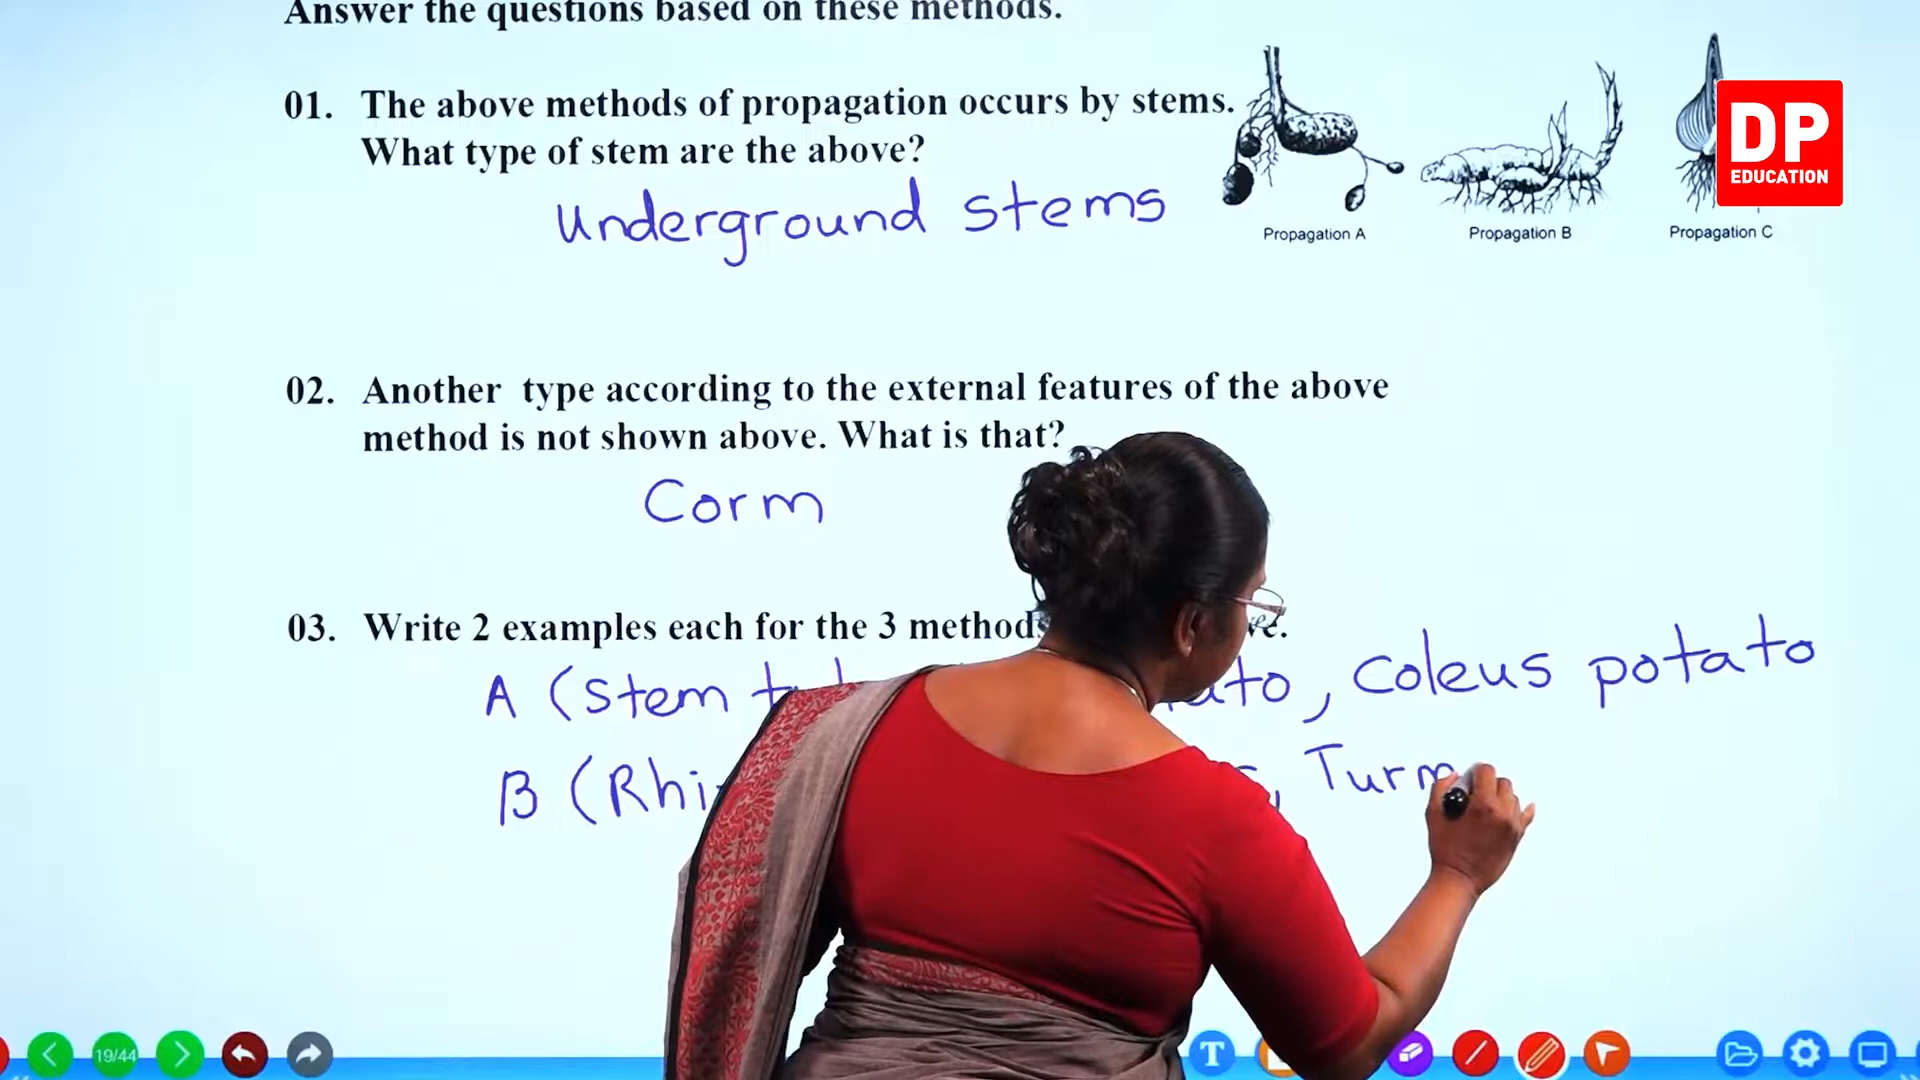 Answer the questions based on these methods.
01. The above methods of propagation occurs by stems.
What type of stem are the above?
Underground stems
Propagation A
Propagation B
Propagation C
DP
EDUCATION
02. Another type according to the external features of the above
method is not shown above. What is that?
Corm
03. Write 2 examples each for the 3 methods
A (Stem , Coleus potato
B ( , Turm
19/44
T